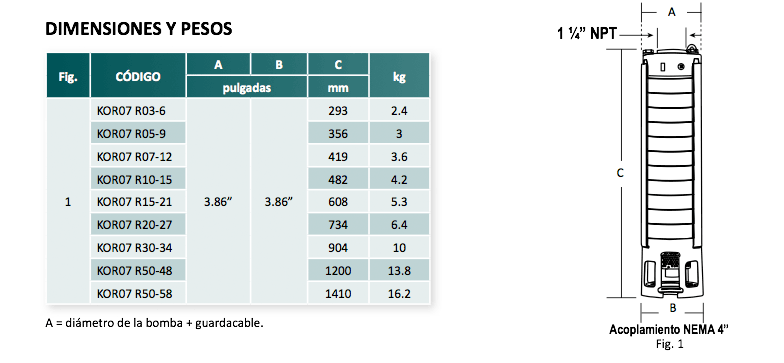 DIMENSIONES Y PESOS
Fig. CÓDIGO A B C kg
pulgadas mm
KOR07 R03-6 293 2.4
KOR07 R05-9 356 3
KOR07 R07-12 419 3.6
KOR07 R10-15 482 4.2
1 KOR07 R15-21 3.86” 3.86” 608 5.3
KOR07 R20-27 734 6.4
KOR07 R30-34 904 10
KOR07 R50-48 1200 13.8
KOR07 R50-58 1410 16.2
A = diámetro de la bomba + guardacable.
A
1 ¼” NPT
C
B
Acoplamiento NEMA 4”
Fig. 1